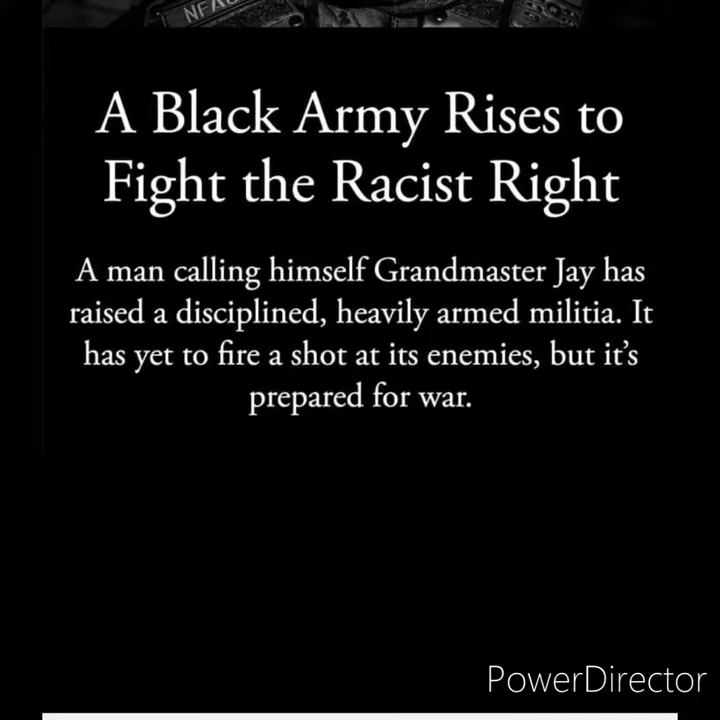 NFAC
A Black Army Rises to
Fight the Racist Right
A man calling himself Grandmaster Jay has
raised a disciplined, heavily armed militia. It
has yet to fire a shot at its enemies, but it’s
prepared for war.
PowerDirector